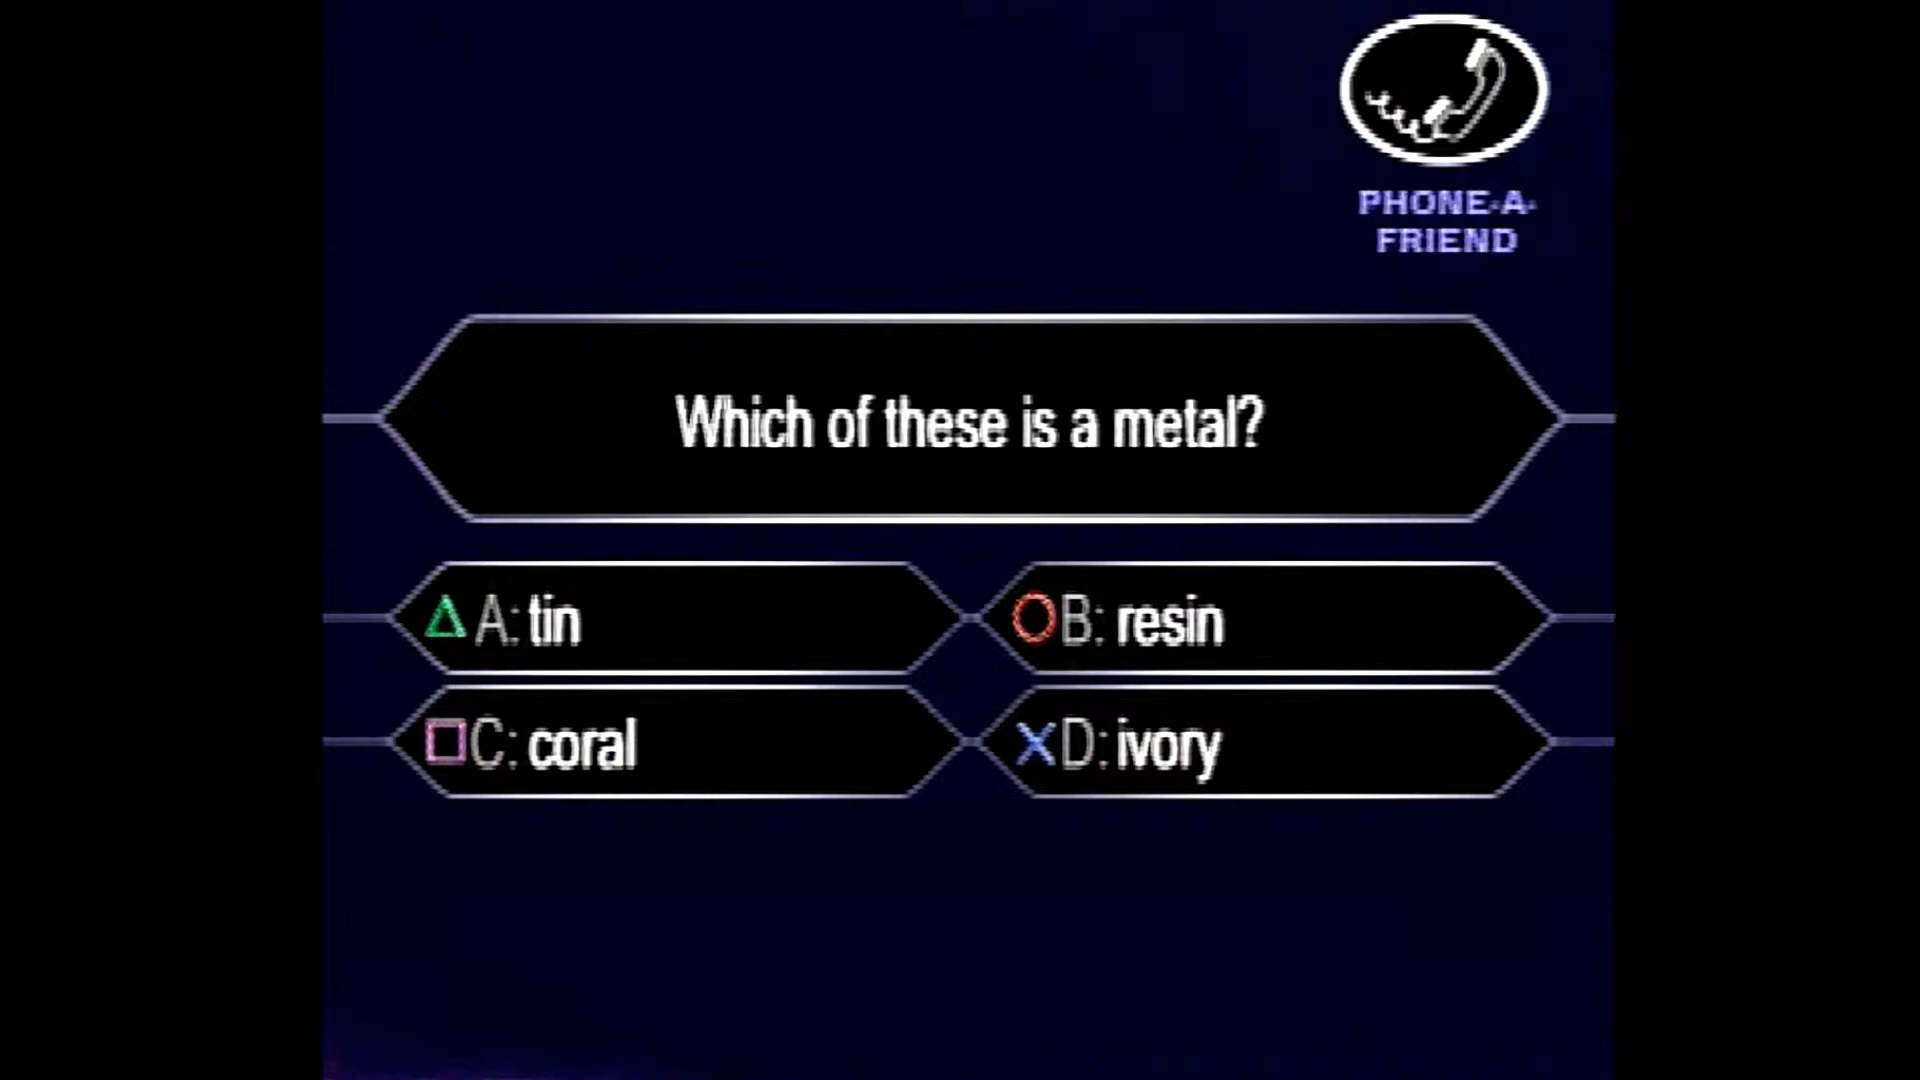 PHONE-A-
FRIEND
Which of these is a metal?
A: tin
B: resin
C: coral
D: ivory